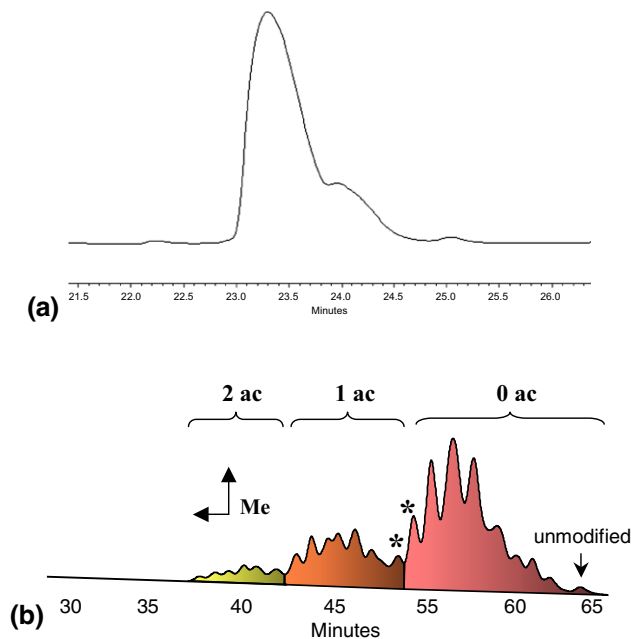 21.5 22.0 22.5 23.0 23.5 24.0 24.5 25.0 25.5 26.0
Minutes
(a)
2 ac 1 ac 0 ac
Me
*
*
unmodified
(b)
30 35 40 45 55 60 65
Minutes